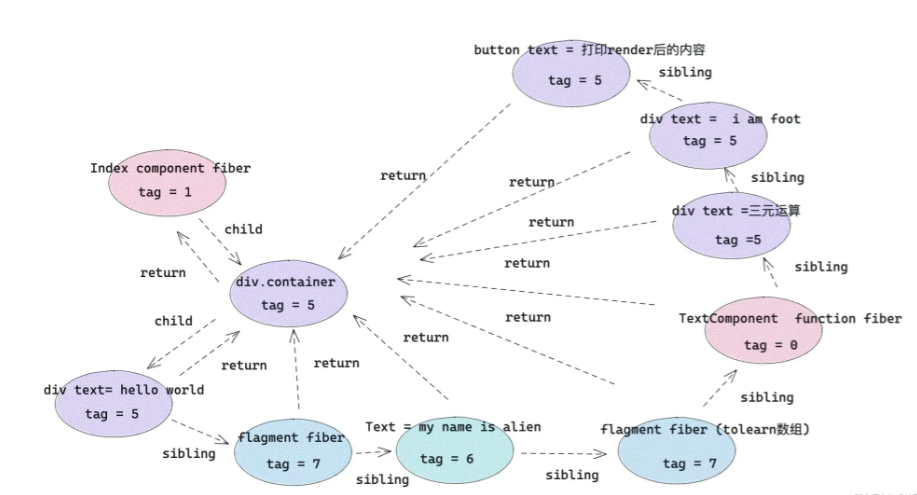 button text = 打印render后的内容
tag = 5
sibling
div text =  i am foot
tag = 5
sibling
return
return
Index component fiber
tag = 1
child
return
div text =三元运算
tag =5
return
sibling
return
div.container
tag = 5
child
return
TextComponent  function fiber
tag = 0
return
return
return
sibling
div text= hello world
tag = 5
sibling
flagment fiber
tag = 7
sibling
Text = my name is alien
tag = 6
sibling
flagment fiber (tolearn数组)
tag = 7